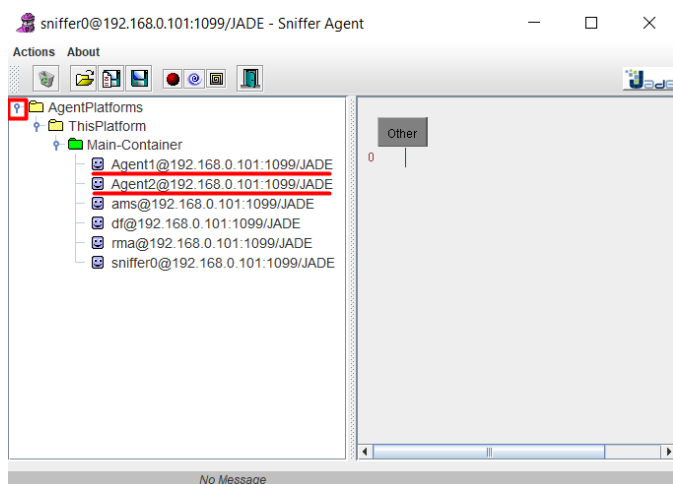 sniffer0@192.168.0.101:1099/JADE - Sniffer Agent
Actions About
Jade
AgentPlatforms
ThisPlatform
Main-Container
Agent1@192.168.0.101:1099/JADE
Agent2@192.168.0.101:1099/JADE
ams@192.168.0.101:1099/JADE
df@192.168.0.101:1099/JADE
rma@192.168.0.101:1099/JADE
sniffer0@192.168.0.101:1099/JADE
Other
0
No Message